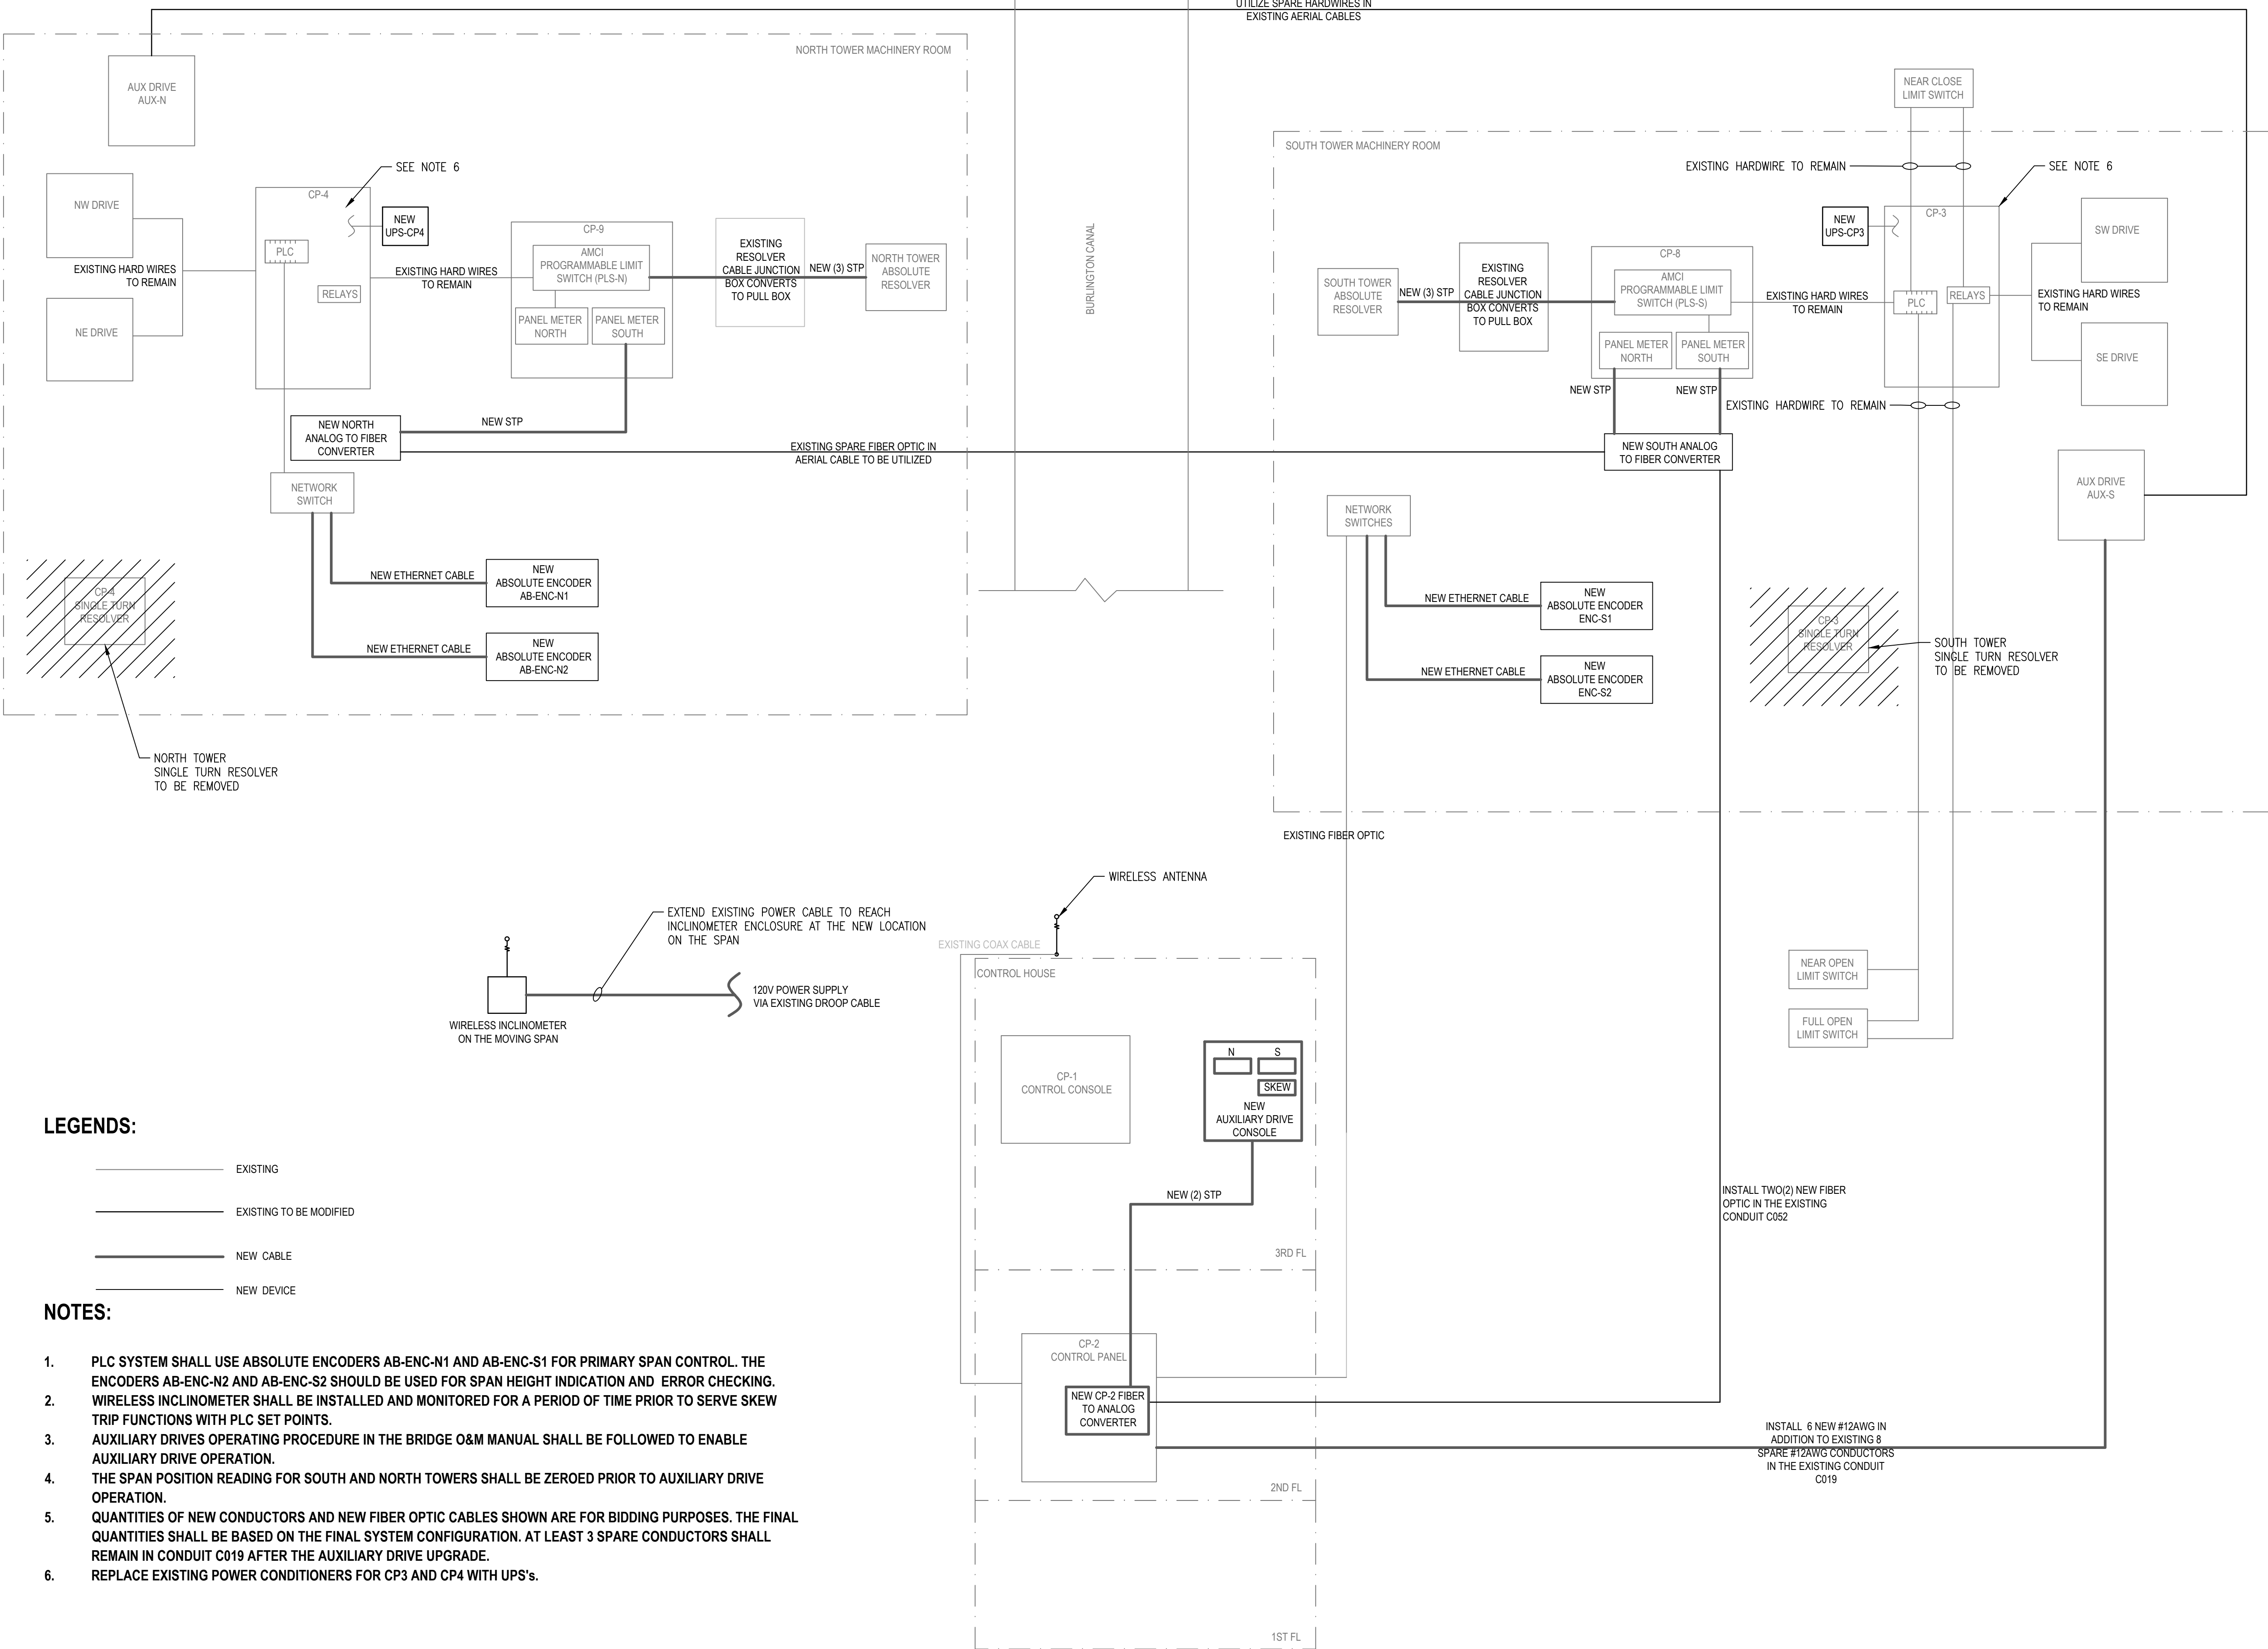 UTILIZE SPARE HARDWIRES IN
EXISTING AERIAL CABLES
NORTH TOWER MACHINERY ROOM
AUX DRIVE
AUX-N
SEE NOTE 6
NW DRIVE
CP-4
NEW
UPS-CP4
PLC
EXISTING HARD WIRES
TO REMAIN
RELAYS
NE DRIVE
EXISTING HARD WIRES
TO REMAIN
CP-9
AMCI
PROGRAMMABLE LIMIT
SWITCH (PLS-N)
PANEL METER
NORTH
PANEL METER
SOUTH
EXISTING
RESOLVER
CABLE JUNCTION
BOX CONVERTS
TO PULL BOX
NEW (3) STP
NORTH TOWER
ABSOLUTE
RESOLVER
NEW NORTH
ANALOG TO FIBER
CONVERTER
NEW STP
EXISTING SPARE FIBER OPTIC IN
AERIAL CABLE TO BE UTILIZED
NETWORK
SWITCH
NEW ETHERNET CABLE
NEW
ABSOLUTE ENCODER
AB-ENC-N1
NEW ETHERNET CABLE
NEW
ABSOLUTE ENCODER
AB-ENC-N2
CP-4
SINGLE TURN
RESOLVER
NORTH TOWER
SINGLE TURN RESOLVER
TO BE REMOVED
BURLINGTON CANAL
SOUTH TOWER MACHINERY ROOM
NEAR CLOSE
LIMIT SWITCH
EXISTING HARDWIRE TO REMAIN
SEE NOTE 6
SOUTH TOWER
ABSOLUTE
RESOLVER
NEW (3) STP
EXISTING
RESOLVER
CABLE JUNCTION
BOX CONVERTS
TO PULL BOX
CP-8
AMCI
PROGRAMMABLE LIMIT
SWITCH (PLS-S)
PANEL METER
NORTH
PANEL METER
SOUTH
EXISTING HARD WIRES
TO REMAIN
NEW
UPS-CP3
CP-3
PLC
RELAYS
SW DRIVE
EXISTING HARD WIRES
TO REMAIN
SE DRIVE
NEW STP
NEW STP
EXISTING HARDWIRE TO REMAIN
NEW SOUTH ANALOG
TO FIBER CONVERTER
AUX DRIVE
AUX-S
NETWORK
SWITCHES
NEW ETHERNET CABLE
NEW
ABSOLUTE ENCODER
ENC-S1
NEW ETHERNET CABLE
NEW
ABSOLUTE ENCODER
ENC-S2
CP-3
SINGLE TURN
RESOLVER
SOUTH TOWER
SINGLE TURN RESOLVER
TO BE REMOVED
EXISTING FIBER OPTIC
WIRELESS ANTENNA
EXTEND EXISTING POWER CABLE TO REACH
INCLINOMETER ENCLOSURE AT THE NEW LOCATION
ON THE SPAN
EXISTING COAX CABLE
120V POWER SUPPLY
VIA EXISTING DROOP CABLE
WIRELESS INCLINOMETER
ON THE MOVING SPAN
CONTROL HOUSE
CP-1
CONTROL CONSOLE
N
S
SKEW
NEW
AUXILIARY DRIVE
CONSOLE
NEAR OPEN
LIMIT SWITCH
FULL OPEN
LIMIT SWITCH
NEW (2) STP
INSTALL TWO(2) NEW FIBER
OPTIC IN THE EXISTING
CONDUIT C052
3RD FL
CP-2
CONTROL PANEL
NEW CP-2 FIBER
TO ANALOG
CONVERTER
INSTALL 6 NEW #12AWG IN
ADDITION TO EXISTING 8
SPARE #12AWG CONDUCTORS
IN THE EXISTING CONDUIT
C019
2ND FL
1ST FL
LEGENDS:
EXISTING
EXISTING TO BE MODIFIED
NEW CABLE
NEW DEVICE
NOTES:
1. PLC SYSTEM SHALL USE ABSOLUTE ENCODERS AB-ENC-N1 AND AB-ENC-S1 FOR PRIMARY SPAN CONTROL. THE
ENCODERS AB-ENC-N2 AND AB-ENC-S2 SHOULD BE USED FOR SPAN HEIGHT INDICATION AND ERROR CHECKING.
2. WIRELESS INCLINOMETER SHALL BE INSTALLED AND MONITORED FOR A PERIOD OF TIME PRIOR TO SERVE SKEW
TRIP FUNCTIONS WITH PLC SET POINTS.
3. AUXILIARY DRIVES OPERATING PROCEDURE IN THE BRIDGE O&M MANUAL SHALL BE FOLLOWED TO ENABLE
AUXILIARY DRIVE OPERATION.
4. THE SPAN POSITION READING FOR SOUTH AND NORTH TOWERS SHALL BE ZEROED PRIOR TO AUXILIARY DRIVE
OPERATION.
5. QUANTITIES OF NEW CONDUCTORS AND NEW FIBER OPTIC CABLES SHOWN ARE FOR BIDDING PURPOSES. THE FINAL
QUANTITIES SHALL BE BASED ON THE FINAL SYSTEM CONFIGURATION. AT LEAST 3 SPARE CONDUCTORS SHALL
REMAIN IN CONDUIT C019 AFTER THE AUXILIARY DRIVE UPGRADE.
6. REPLACE EXISTING POWER CONDITIONERS FOR CP3 AND CP4 WITH UPS's.